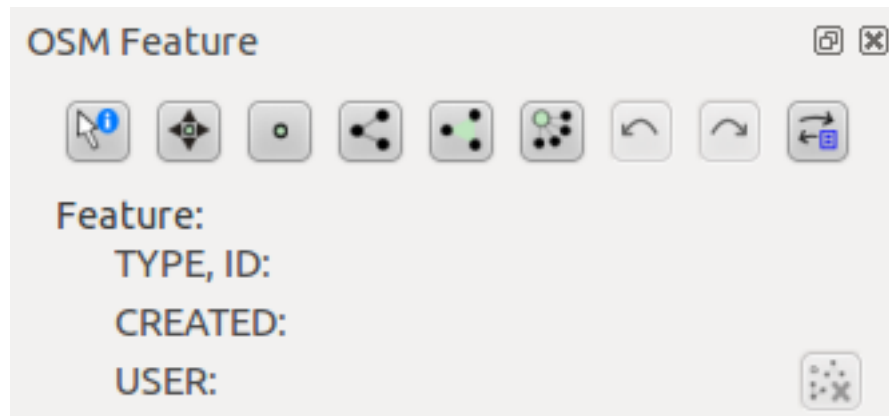 OSM Feature
Feature:
TYPE, ID:
CREATED:
USER: